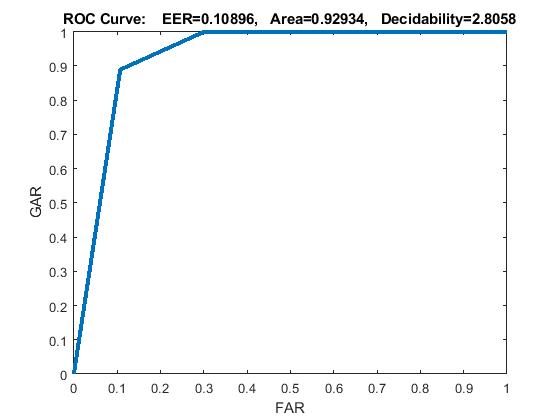 ROC Curve: EER=0.10896, Area=0.92934, Decidability=2.8058
1
0.9
0.8
0.7
0.6
0.5
0.4
0.3
0.2
0.1
0
GAR
0 0.1 0.2 0.3 0.4 0.5 0.6 0.7 0.8 0.9 1
FAR